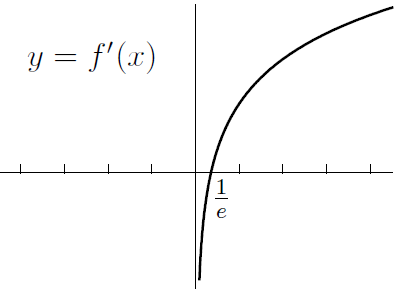 y = f′(x)
1/e